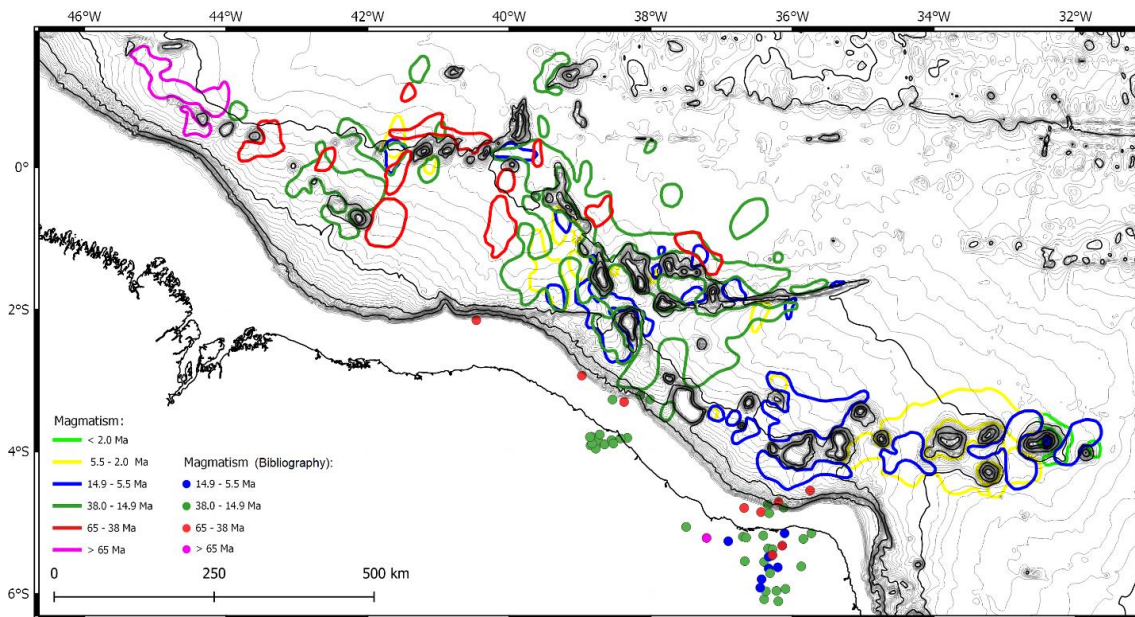 46°W 44°W 42°W 40°W 38°W 36°W 34°W 32°W
0°
2°S
4°S
6°S
Magmatism:
< 2.0 Ma
5.5 - 2.0 Ma
14.9 - 5.5 Ma
38.0 - 14.9 Ma
65 - 38 Ma
> 65 Ma
Magmatism (Bibliography):
14.9 - 5.5 Ma
38.0 - 14.9 Ma
65 - 38 Ma
> 65 Ma
0 250 500 km